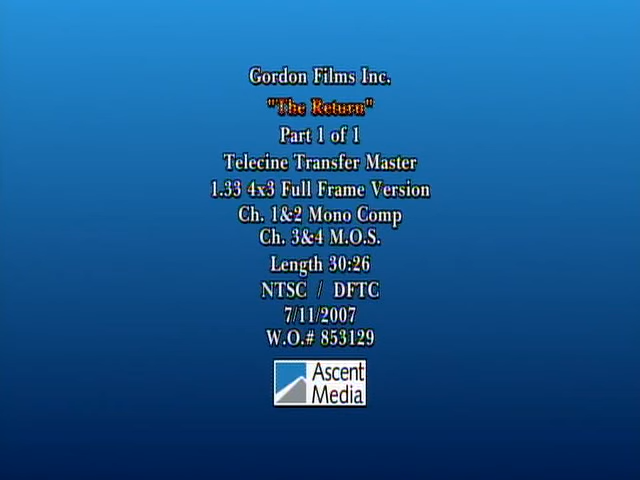 Gordon Films Inc.
"The Return"
Part 1 of 1
Telecine Transfer Master
1.33 4x3 Full Frame Version
Ch. 1&2 Mono Comp
Ch. 3&4 M.O.S.
Length 30:26
NTSC / DFTC
7/11/2007
W.O.# 853129
Ascent
Media